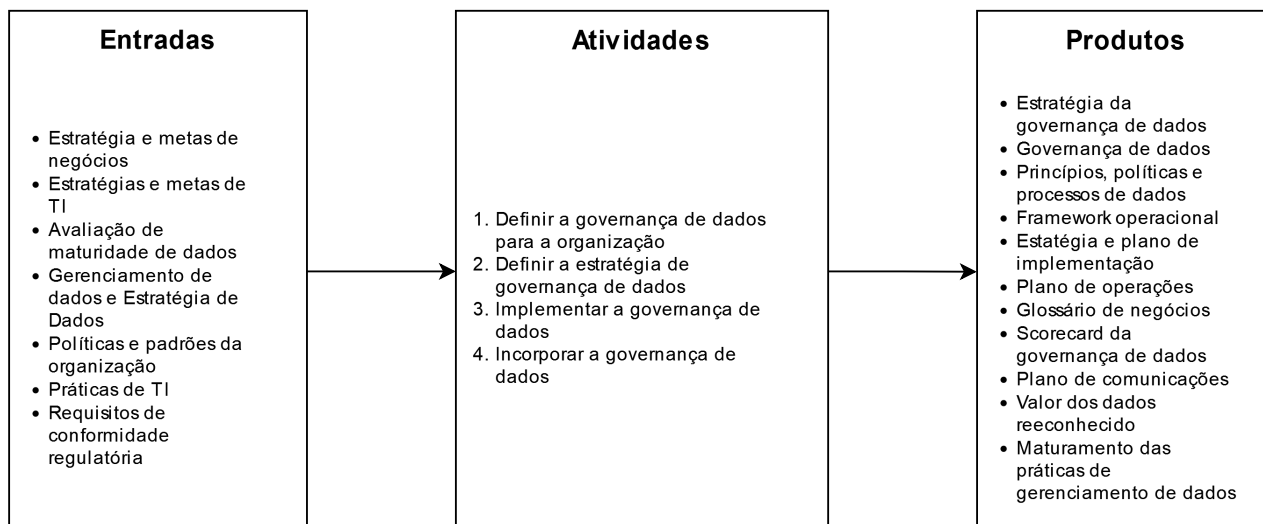 Entradas
• Estratégia e metas de
negócios
• Estratégias e metas de
TI
• Avaliação de
maturidade de dados
• Gerenciamento de
dados e Estratégia de
Dados
• Políticas e padrões da
organização
• Práticas de TI
• Requisitos de
conformidade
regulatória
Atividades
1. Definir a governança de dados
para a organização
2. Definir a estratégia de
governança de dados
3. Implementar a governança de
dados
4. Incorporar a governança de
dados
Produtos
• Estratégia da
governança de dados
• Governança de dados
• Princípios, políticas e
processos de dados
• Framework operacional
• Estatégia e plano de
implementação
• Plano de operações
• Glossário de negócios
• Scorecard da
governança de dados
• Plano de comunicações
• Valor dos dados
reeconhecido
• Maturamento das
práticas de
gerenciamento de dados